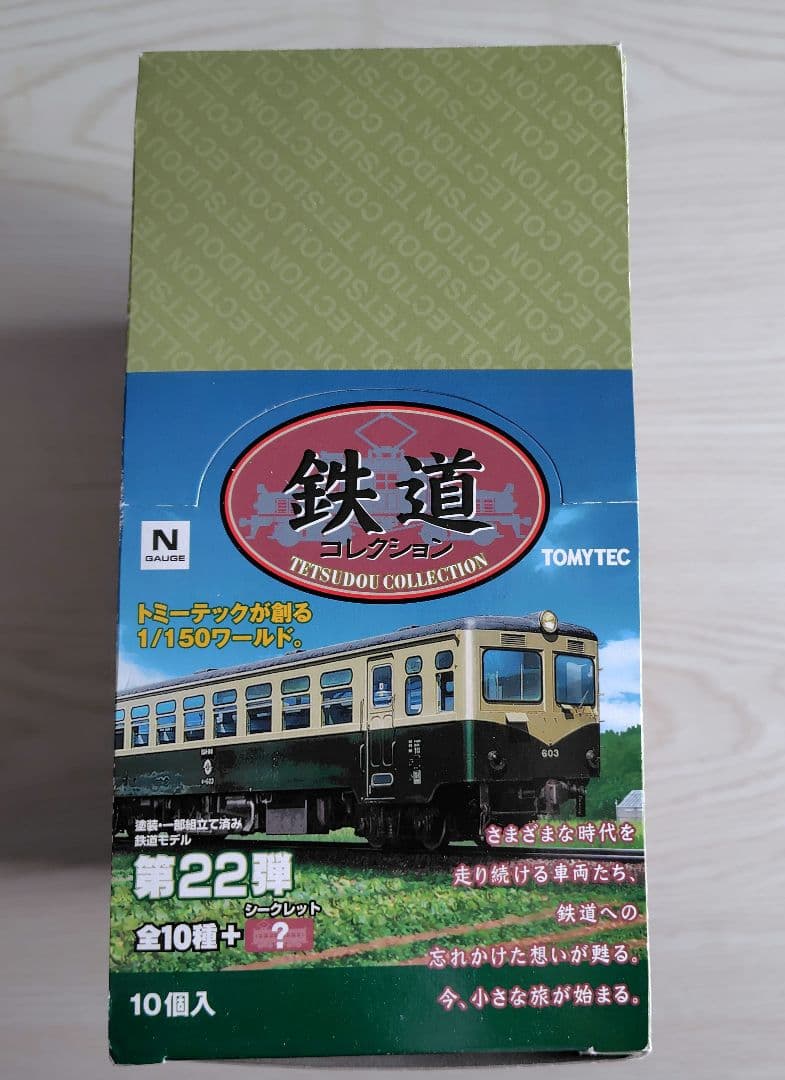 TETSUDOU COLLECTION TETSUDOU COLLECTION
鉄道
コレクション
TETSUDOU COLLECTION
N
GAUGE
TOMYTEC
トミーテックが創る
1/150ワールド。
603
塗装・一部組立て済み
鉄道モデル
第22弾
シークレット
全10種+
?
さまざまな時代を
走り続ける車両たち、
鉄道への
忘れかけた想いが甦る。
今、小さな旅が始まる。
10個入